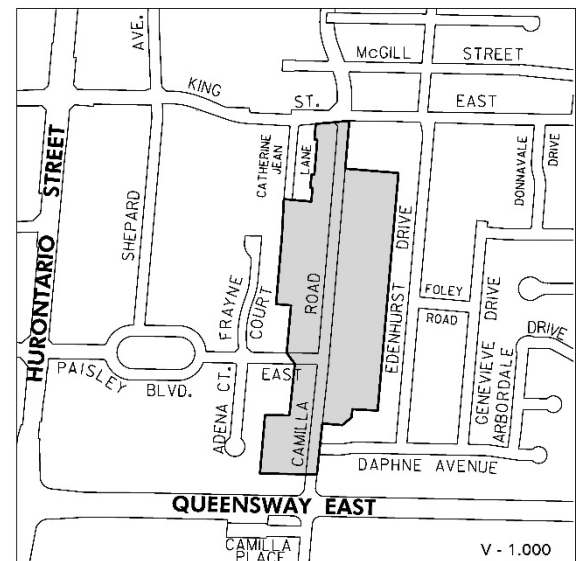 AVE.
McGILL STREET
KING ST. EAST
HURONTARIO STREET
SHEPARD
CATHERINE JEAN LANE
DONNAVALE DRIVE
FRAYNE COURT
CAMILLA ROAD
EDENHURST DRIVE
FOLEY ROAD
GENEVIEVE DRIVE
ARBORDALE DRIVE
PAISLEY BLVD. EAST
ADENA CT.
DAPHNE AVENUE
QUEENSWAY EAST
CAMILLA PLACE
V - 1.000